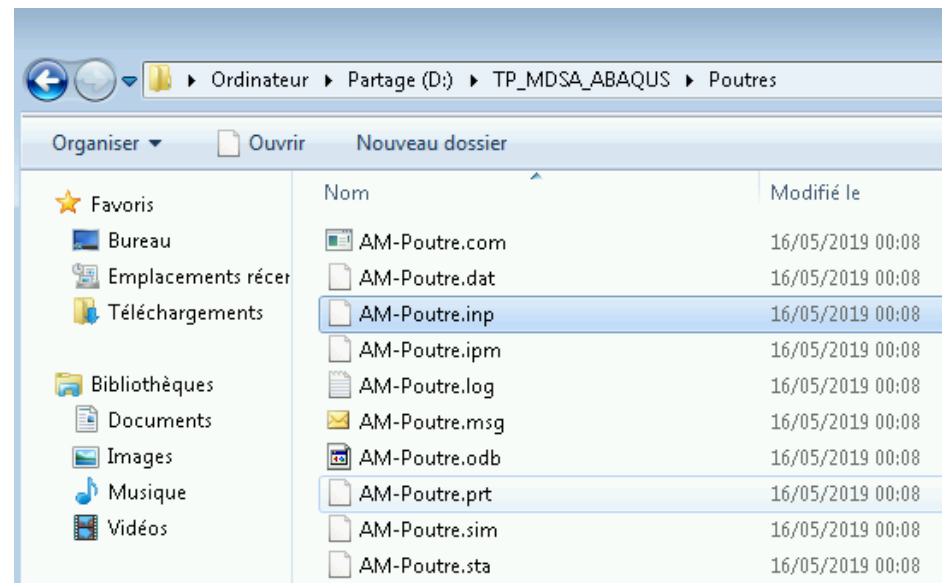 Ordinateur Partage (D:) TP_MDSA_ABAQUS Poutres
Organiser Ouvrir Nouveau dossier
Favoris
Bureau
Emplacements récer
Téléchargements
Bibliothèques
Documents
Images
Musique
Vidéos
Nom Modifié le
AM-Poutre.com 16/05/2019 00:08
AM-Poutre.dat 16/05/2019 00:08
AM-Poutre.inp 16/05/2019 00:08
AM-Poutre.ipm 16/05/2019 00:08
AM-Poutre.log 16/05/2019 00:08
AM-Poutre.msg 16/05/2019 00:08
AM-Poutre.odb 16/05/2019 00:08
AM-Poutre.prt 16/05/2019 00:08
AM-Poutre.sim 16/05/2019 00:08
AM-Poutre.sta 16/05/2019 00:08